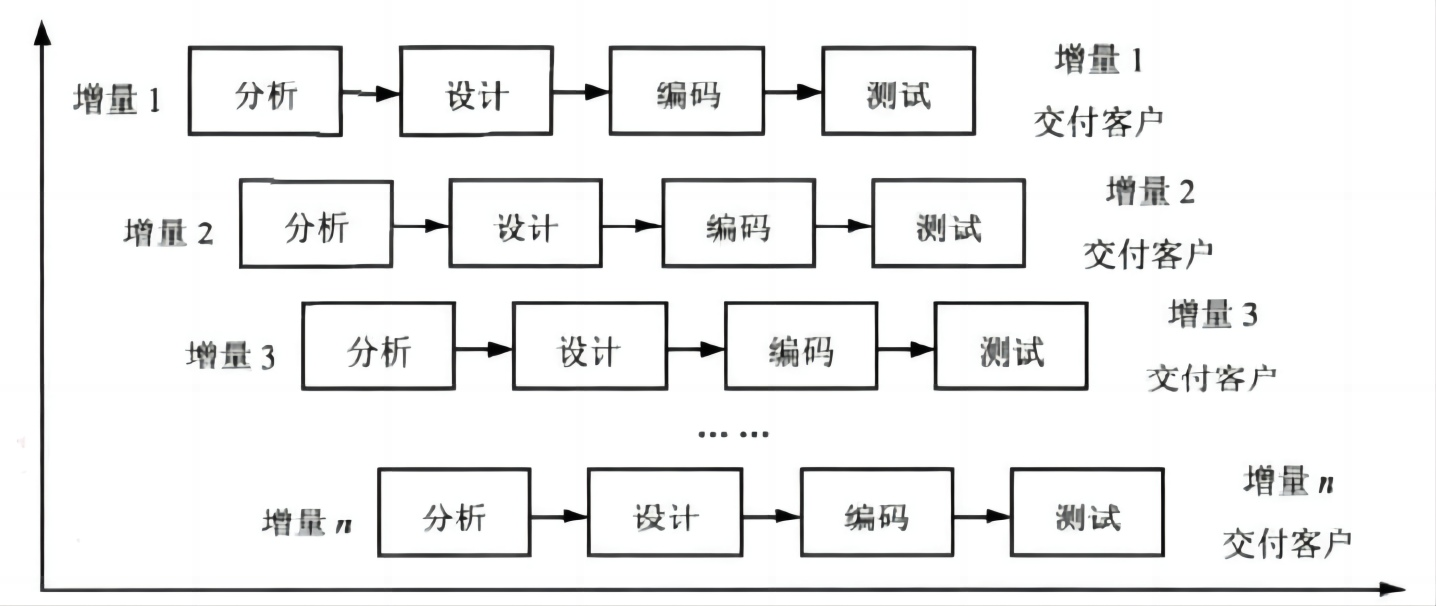 增量 1 分析 设计 编码 测试 增量 1
交付客户
增量 2 分析 设计 编码 测试 增量 2
交付客户
增量 3 分析 设计 编码 测试 增量 3
交付客户
... ...
增量 n 分析 设计 编码 测试 增量 n
交付客户